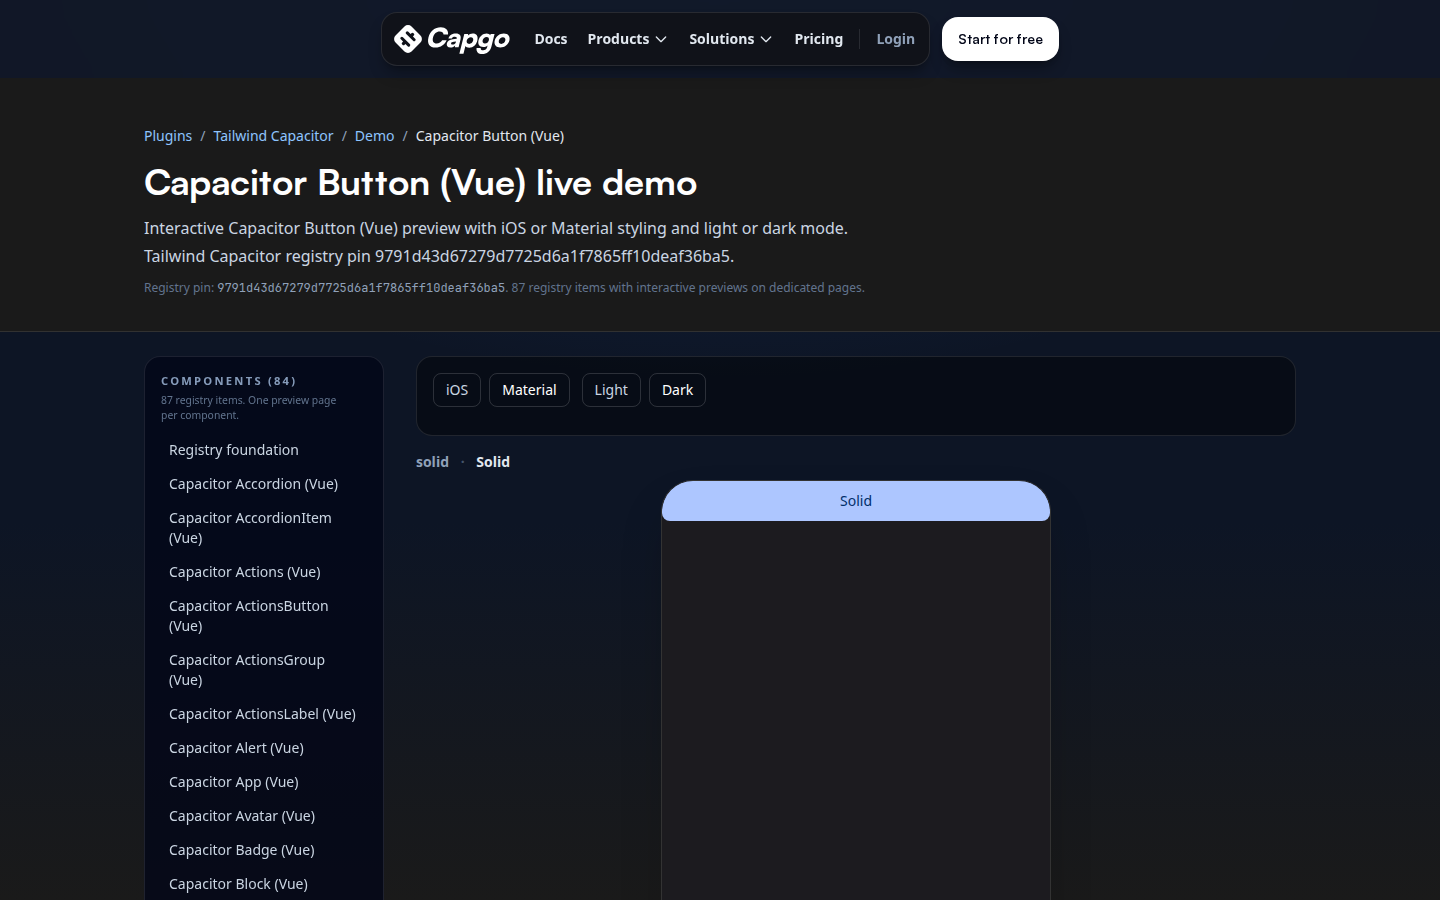 Capgo
Docs
Products
Solutions
Pricing
Login
Start for free
Plugins / Tailwind Capacitor / Demo / Capacitor Button (Vue)
Capacitor Button (Vue) live demo
Interactive Capacitor Button (Vue) preview with iOS or Material styling and light or dark mode.
Tailwind Capacitor registry pin 9791d43d67279d7725d6a1f7865ff10deaf36ba5.
Registry pin: 9791d43d67279d7725d6a1f7865ff10deaf36ba5. 87 registry items with interactive previews on dedicated pages.
COMPONENTS (84)
87 registry items. One preview page
per component.
Registry foundation
Capacitor Accordion (Vue)
Capacitor AccordionItem
(Vue)
Capacitor Actions (Vue)
Capacitor ActionsButton
(Vue)
Capacitor ActionsGroup
(Vue)
Capacitor ActionsLabel (Vue)
Capacitor Alert (Vue)
Capacitor App (Vue)
Capacitor Avatar (Vue)
Capacitor Badge (Vue)
Capacitor Block (Vue)
iOS
Material
Light
Dark
solid · Solid
Solid